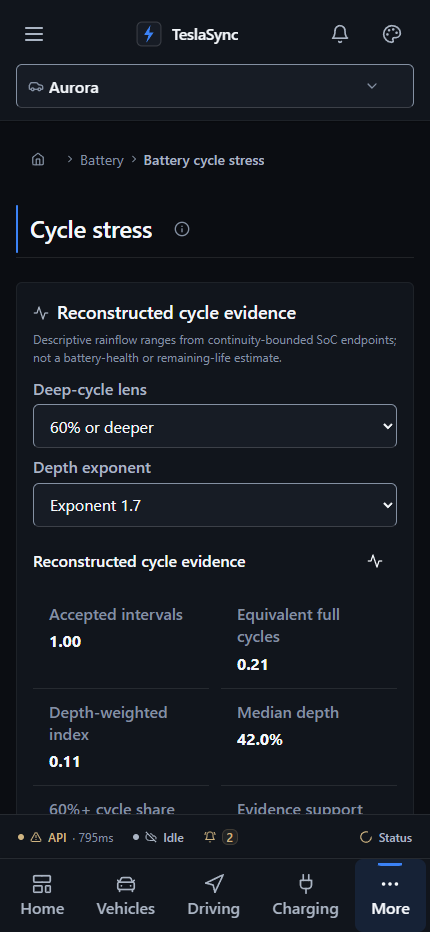 TeslaSync
Aurora
Battery
Battery cycle stress
Cycle stress
Reconstructed cycle evidence
Descriptive rainflow ranges from continuity-bounded SoC endpoints;
not a battery-health or remaining-life estimate.
Deep-cycle lens
60% or deeper
Depth exponent
Exponent 1.7
Reconstructed cycle evidence
Accepted intervals
1.00
Equivalent full
cycles
0.21
Depth-weighted
index
0.11
Median depth
42.0%
60%+ cycle share
Evidence support
API · 795ms
Idle
2
Status
Home
Vehicles
Driving
Charging
More